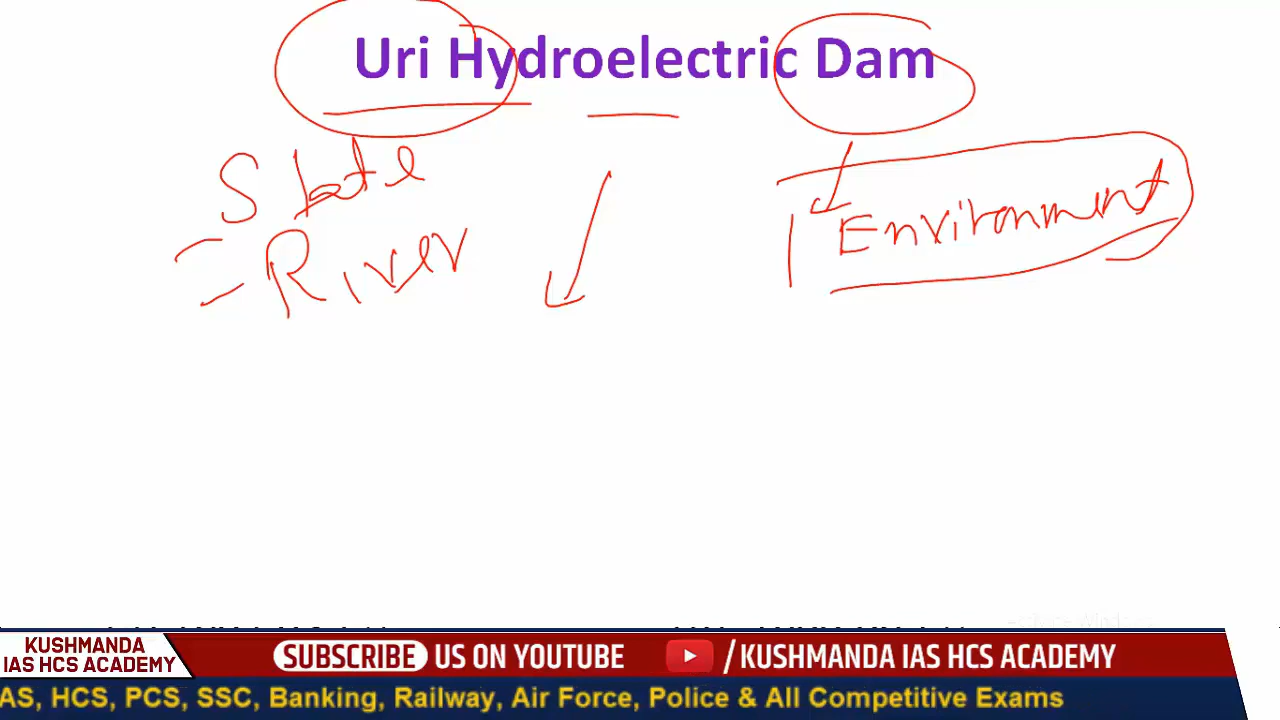 Uri Hydroelectric Dam
State
River
Environment
KUSHMANDA
IAS HCS ACADEMY
SUBSCRIBE US ON YOUTUBE
/KUSHMANDA IAS HCS ACADEMY
AS, HCS, PCS, SSC, Banking, Railway, Air Force, Police & All Competitive Exams